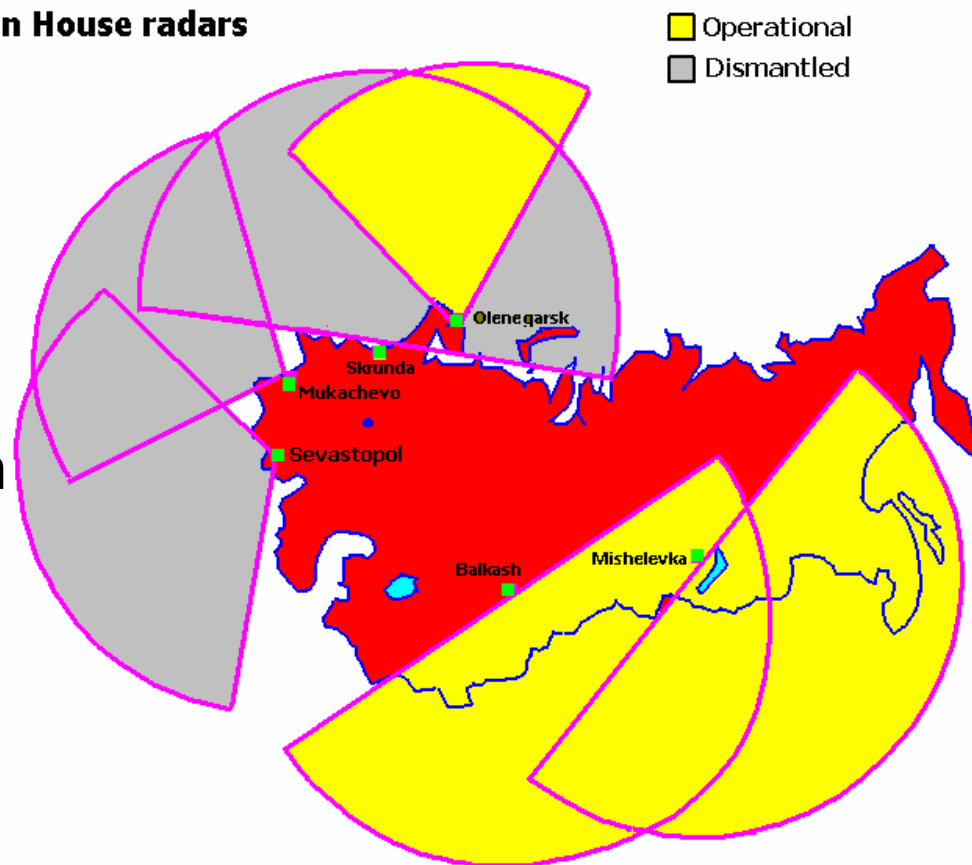 n House radars
Operational
Dismantled
Olenegarsk
Skrunda
Mukachevo
Sevastopol
n
Mishelevka
Balkash